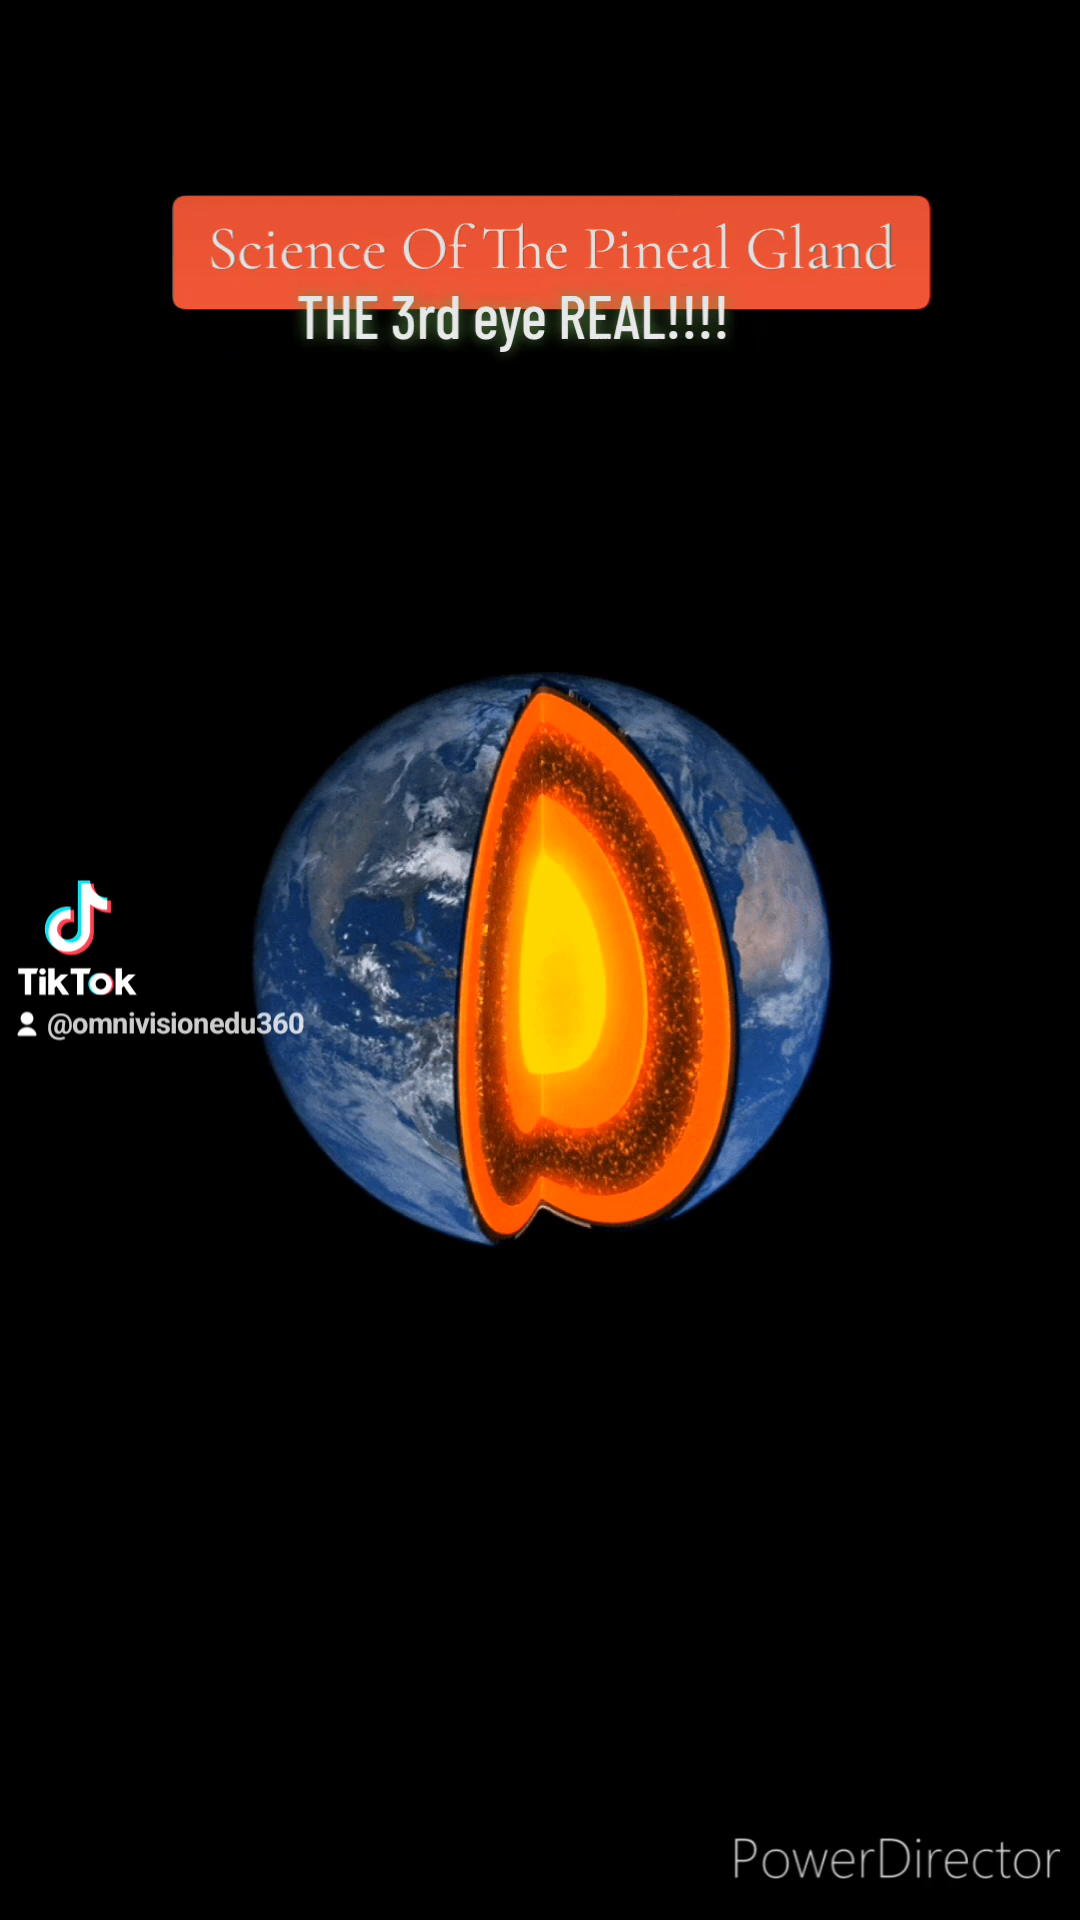 Science Of The Pineal Gland
THE 3rd eye REAL!!!!
TikTok
@omnivisionedu360
PowerDirector